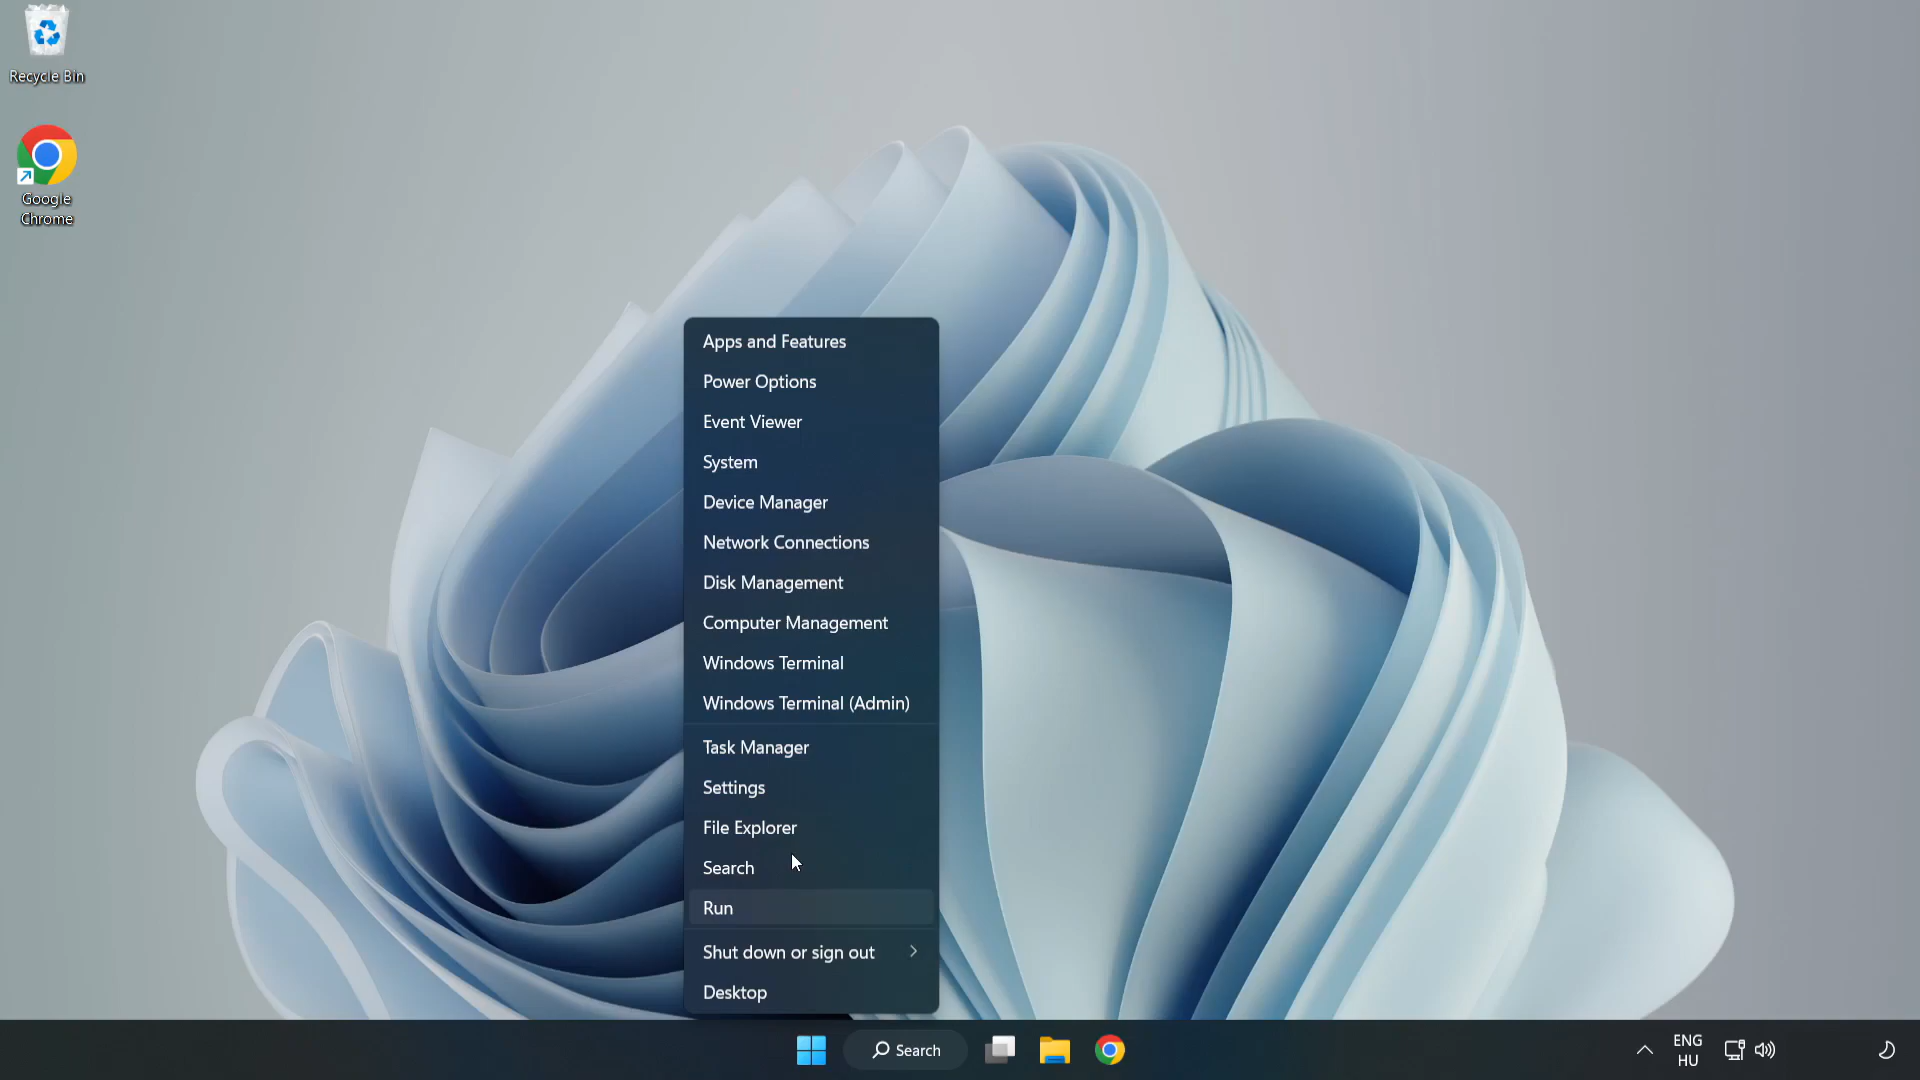 Recycle Bin
Google
Chrome
Apps and Features
Power Options
Event Viewer
System
Device Manager
Network Connections
Disk Management
Computer Management
Windows Terminal
Windows Terminal (Admin)
Task Manager
Settings
File Explorer
Search
Run
Shut down or sign out
Desktop
Search
ENG
HU